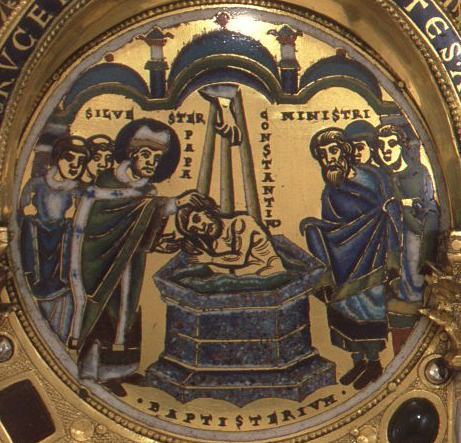 SILVE STER
PAPA
CONSTANTIN
MINISTRI
· BAPTISTERIVM ·